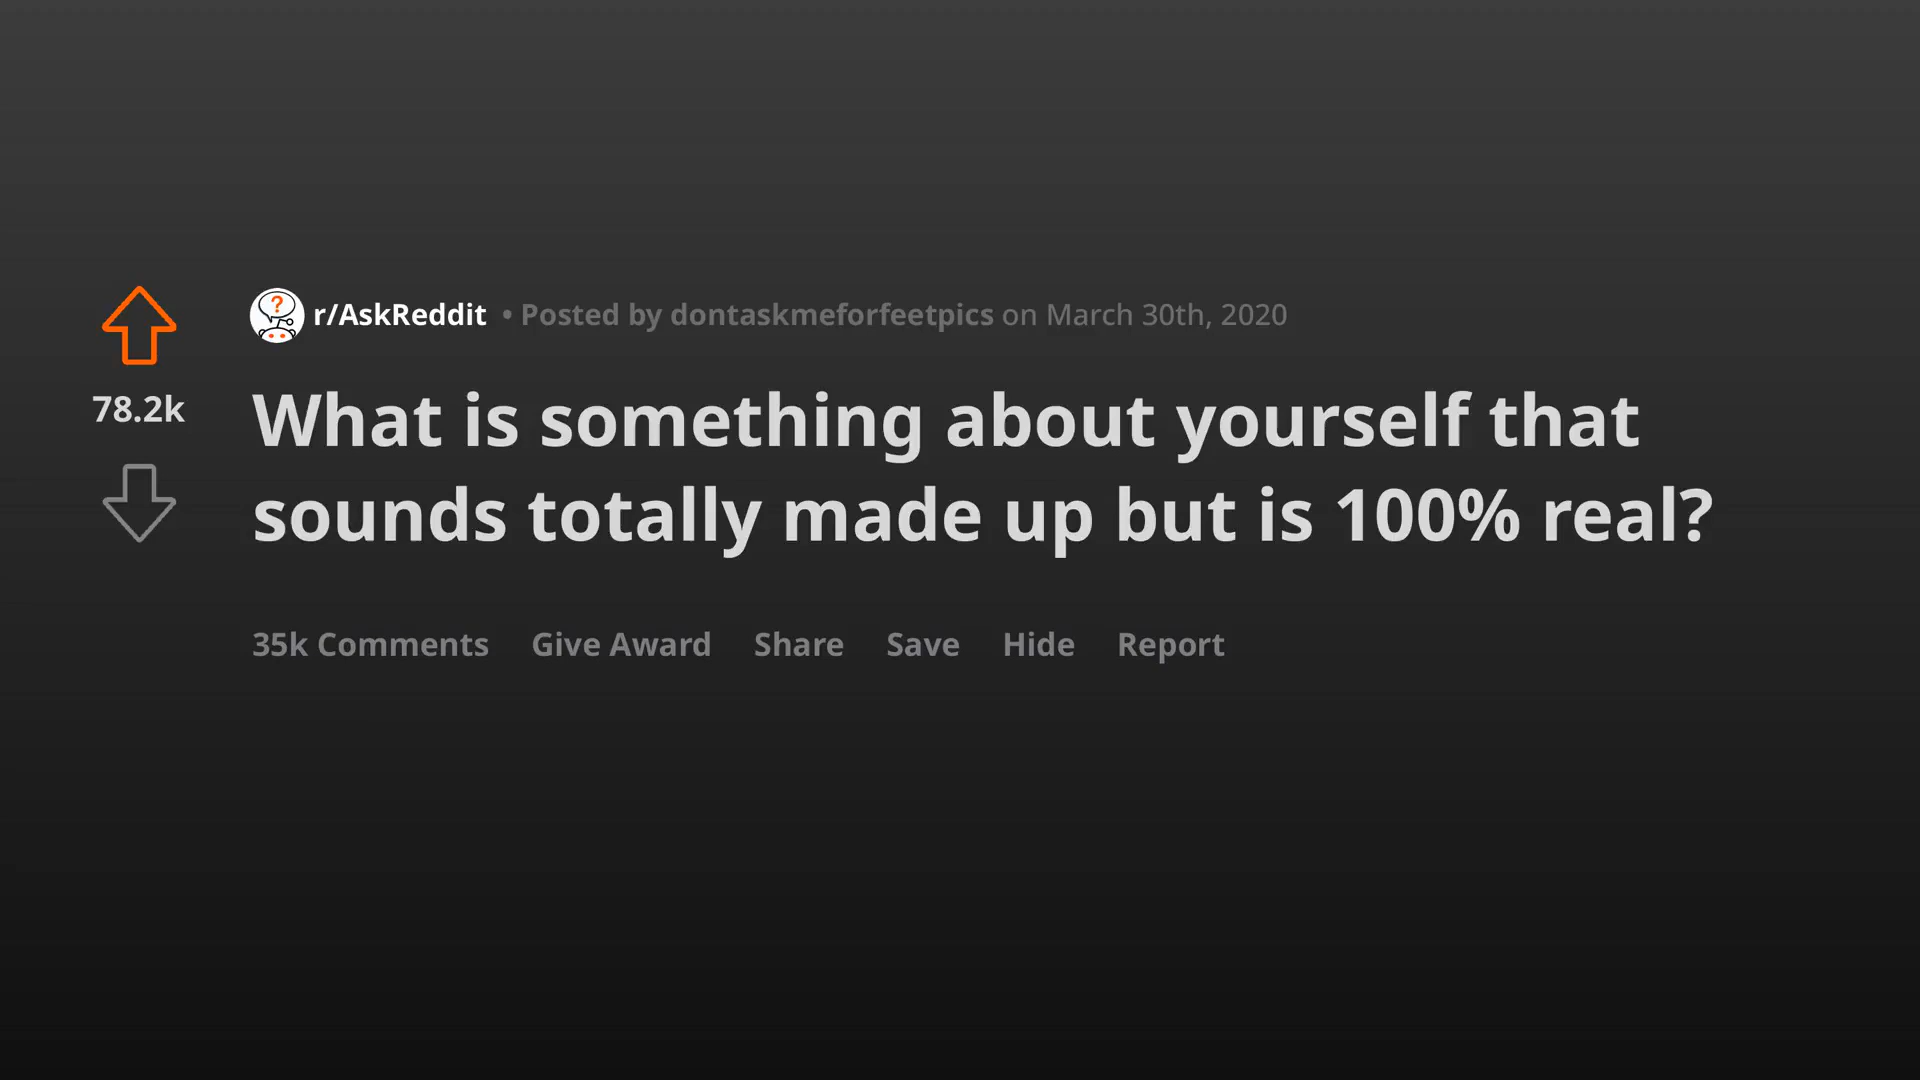 r/AskReddit • Posted by dontaskmeforfeetpics on March 30th, 2020
78.2k
What is something about yourself that
sounds totally made up but is 100% real?
35k Comments Give Award Share Save Hide Report